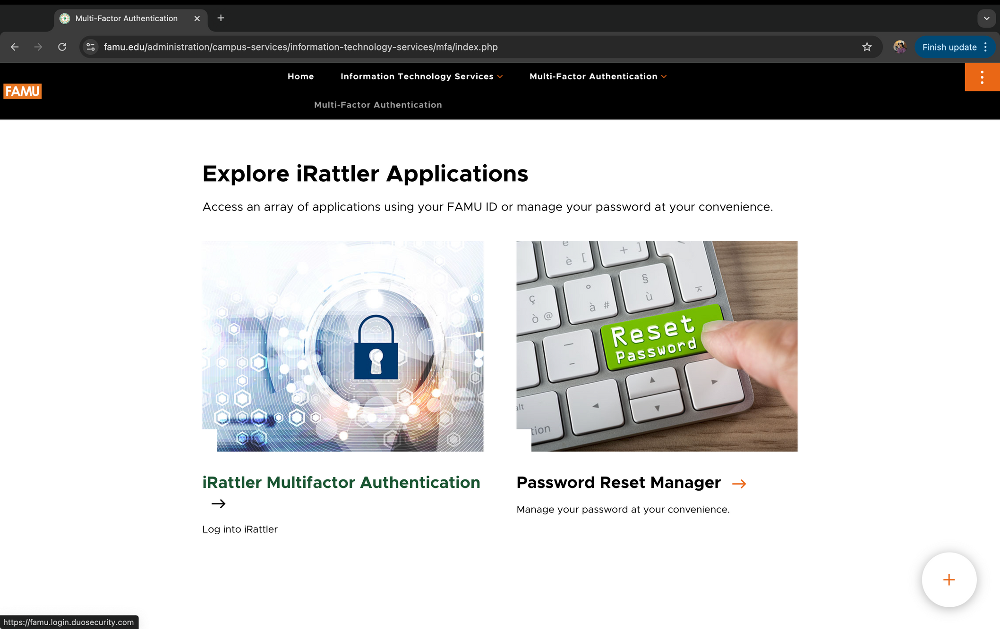 Multi-Factor Authentication
famu.edu/administration/campus-services/information-technology-services/mfa/index.php
Finish update
FAMU
Home
Information Technology Services
Multi-Factor Authentication
Multi-Factor Authentication
Explore iRattler Applications
Access an array of applications using your FAMU ID or manage your password at your convenience.
e
è [
+ ]
ç
ò @
°
à #
§
ù
Reset
Password
alt
tion
iRattler Multifactor Authentication
→
Log into iRattler
Password Reset Manager →
Manage your password at your convenience.
https://famu.login.duosecurity.com